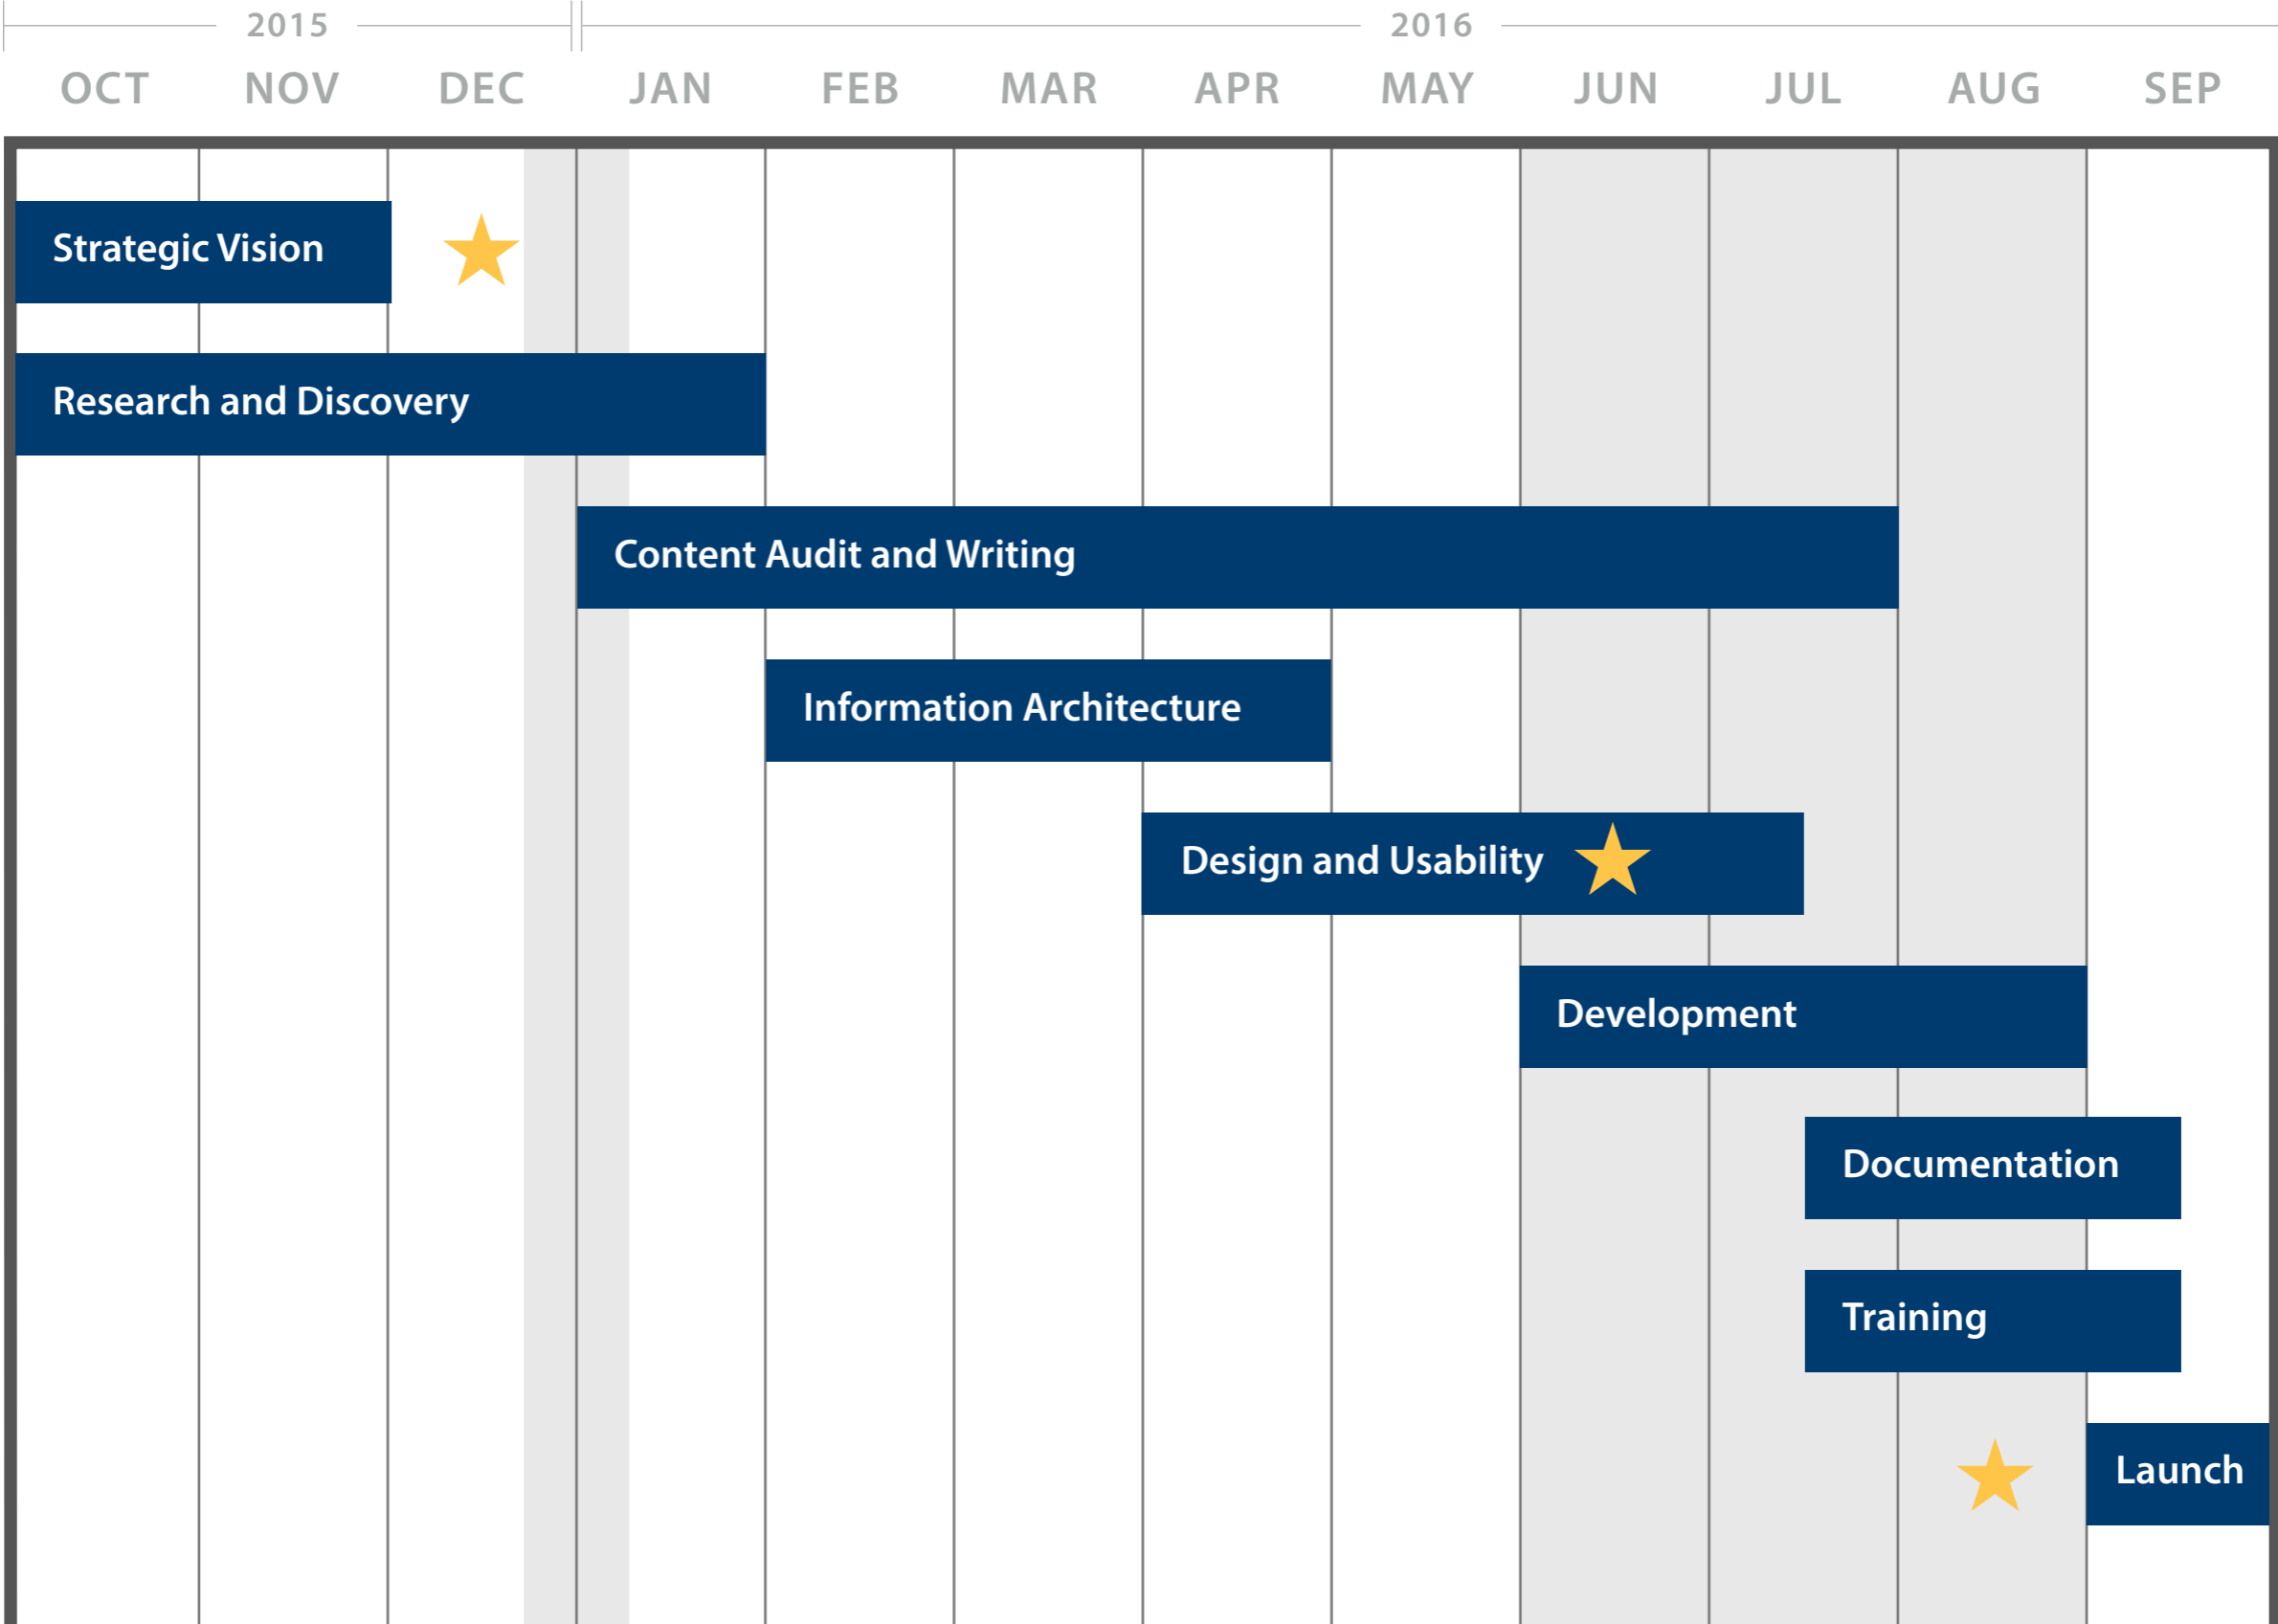 2015 2016
OCT NOV DEC JAN FEB MAR APR MAY JUN JUL AUG SEP
Strategic Vision
Research and Discovery
Content Audit and Writing
Information Architecture
Design and Usability
Development
Documentation
Training
Launch